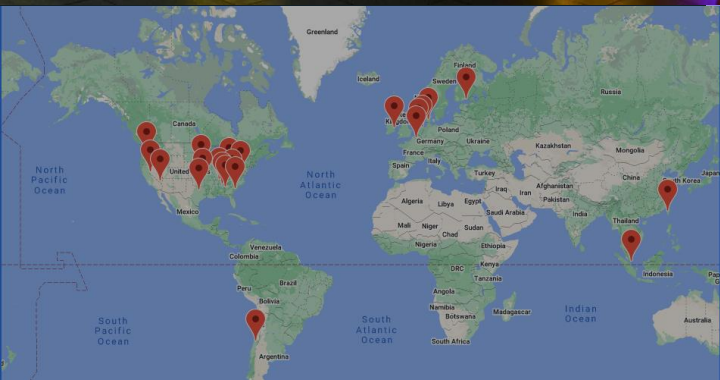 Greenland
Iceland
Finland
Sweden
Russia
Canada
Poland
Germany
Ukraine
France
Kazakhstan
Mongolia
Spain
Italy
Turkey
United
North
Pacific
Ocean
North
Atlantic
Ocean
China
South Korea
Japan
Iraq
Iran
Afghanistan
Pakistan
Algeria
Libya
Egypt
Saudi Arabia
India
Mexico
Mali
Niger
Chad
Sudan
Thailand
Nigeria
Ethiopia
Venezuela
Colombia
DRC
Kenya
Tanzania
Indonesia
Peru
Brazil
Bolivia
Angola
Namibia
Botswana
Madagascar
South
Pacific
Ocean
South
Atlantic
Ocean
Indian
Ocean
Australia
South Africa
Argentina